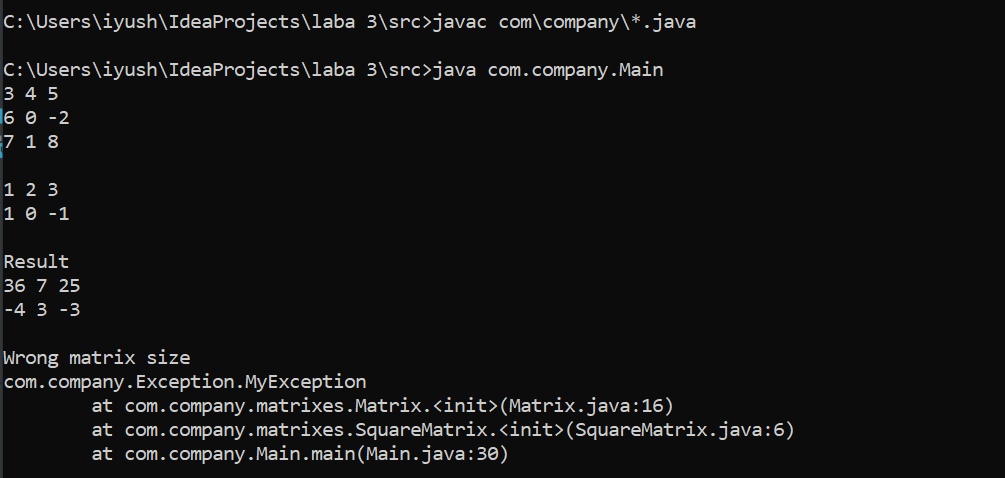 C:\Users\iyush\IdeaProjects\laba 3\src>javac com\company\*.java
C:\Users\iyush\IdeaProjects\laba 3\src>java com.company.Main
3 4 5
6 0 -2
7 1 8
1 2 3
1 0 -1
Result
36 7 25
-4 3 -3
Wrong matrix size
com.company.Exception.MyException
        at com.company.matrixes.Matrix.<init>(Matrix.java:16)
        at com.company.matrixes.SquareMatrix.<init>(SquareMatrix.java:6)
        at com.company.Main.main(Main.java:30)